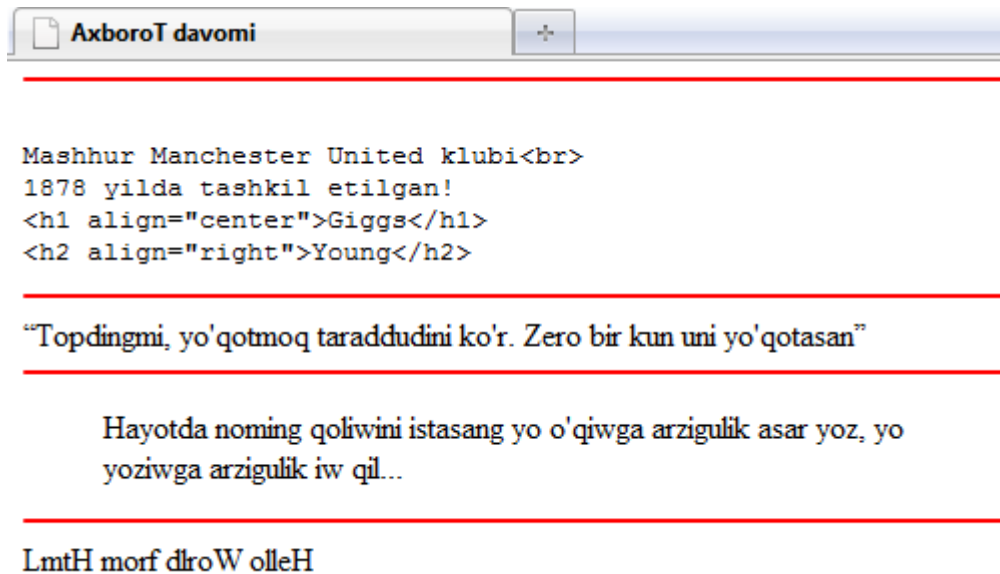 AxboroT davomi
Mashhur Manchester United klubi<br>
1878 yilda tashkil etilgan!
<h1 align="center">Giggs</h1>
<h2 align="right">Young</h2>
“Topdingmi, yo'qotmoq taraddudini ko'r. Zero bir kun uni yo'qotasan”
Hayotda noming qoliwini istasang yo o'qiwga arzigulik asar yoz, yo
yoziwga arzigulik iw qil...
LmtH morf dlroW olleH